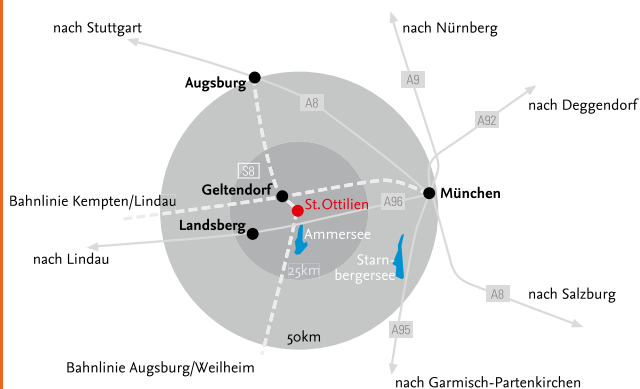 nach Stuttgart
nach Nürnberg
Augsburg
A9
A8
nach Deggendorf
A92
S8
Geltendorf
München
Bahnlinie Kempten/Lindau
A96
St.Ottilien
Landsberg
Ammersee
nach Lindau
Starn-
bergersee
25km
A8
nach Salzburg
A95
50km
Bahnlinie Augsburg/Weilheim
nach Garmisch-Partenkirchen